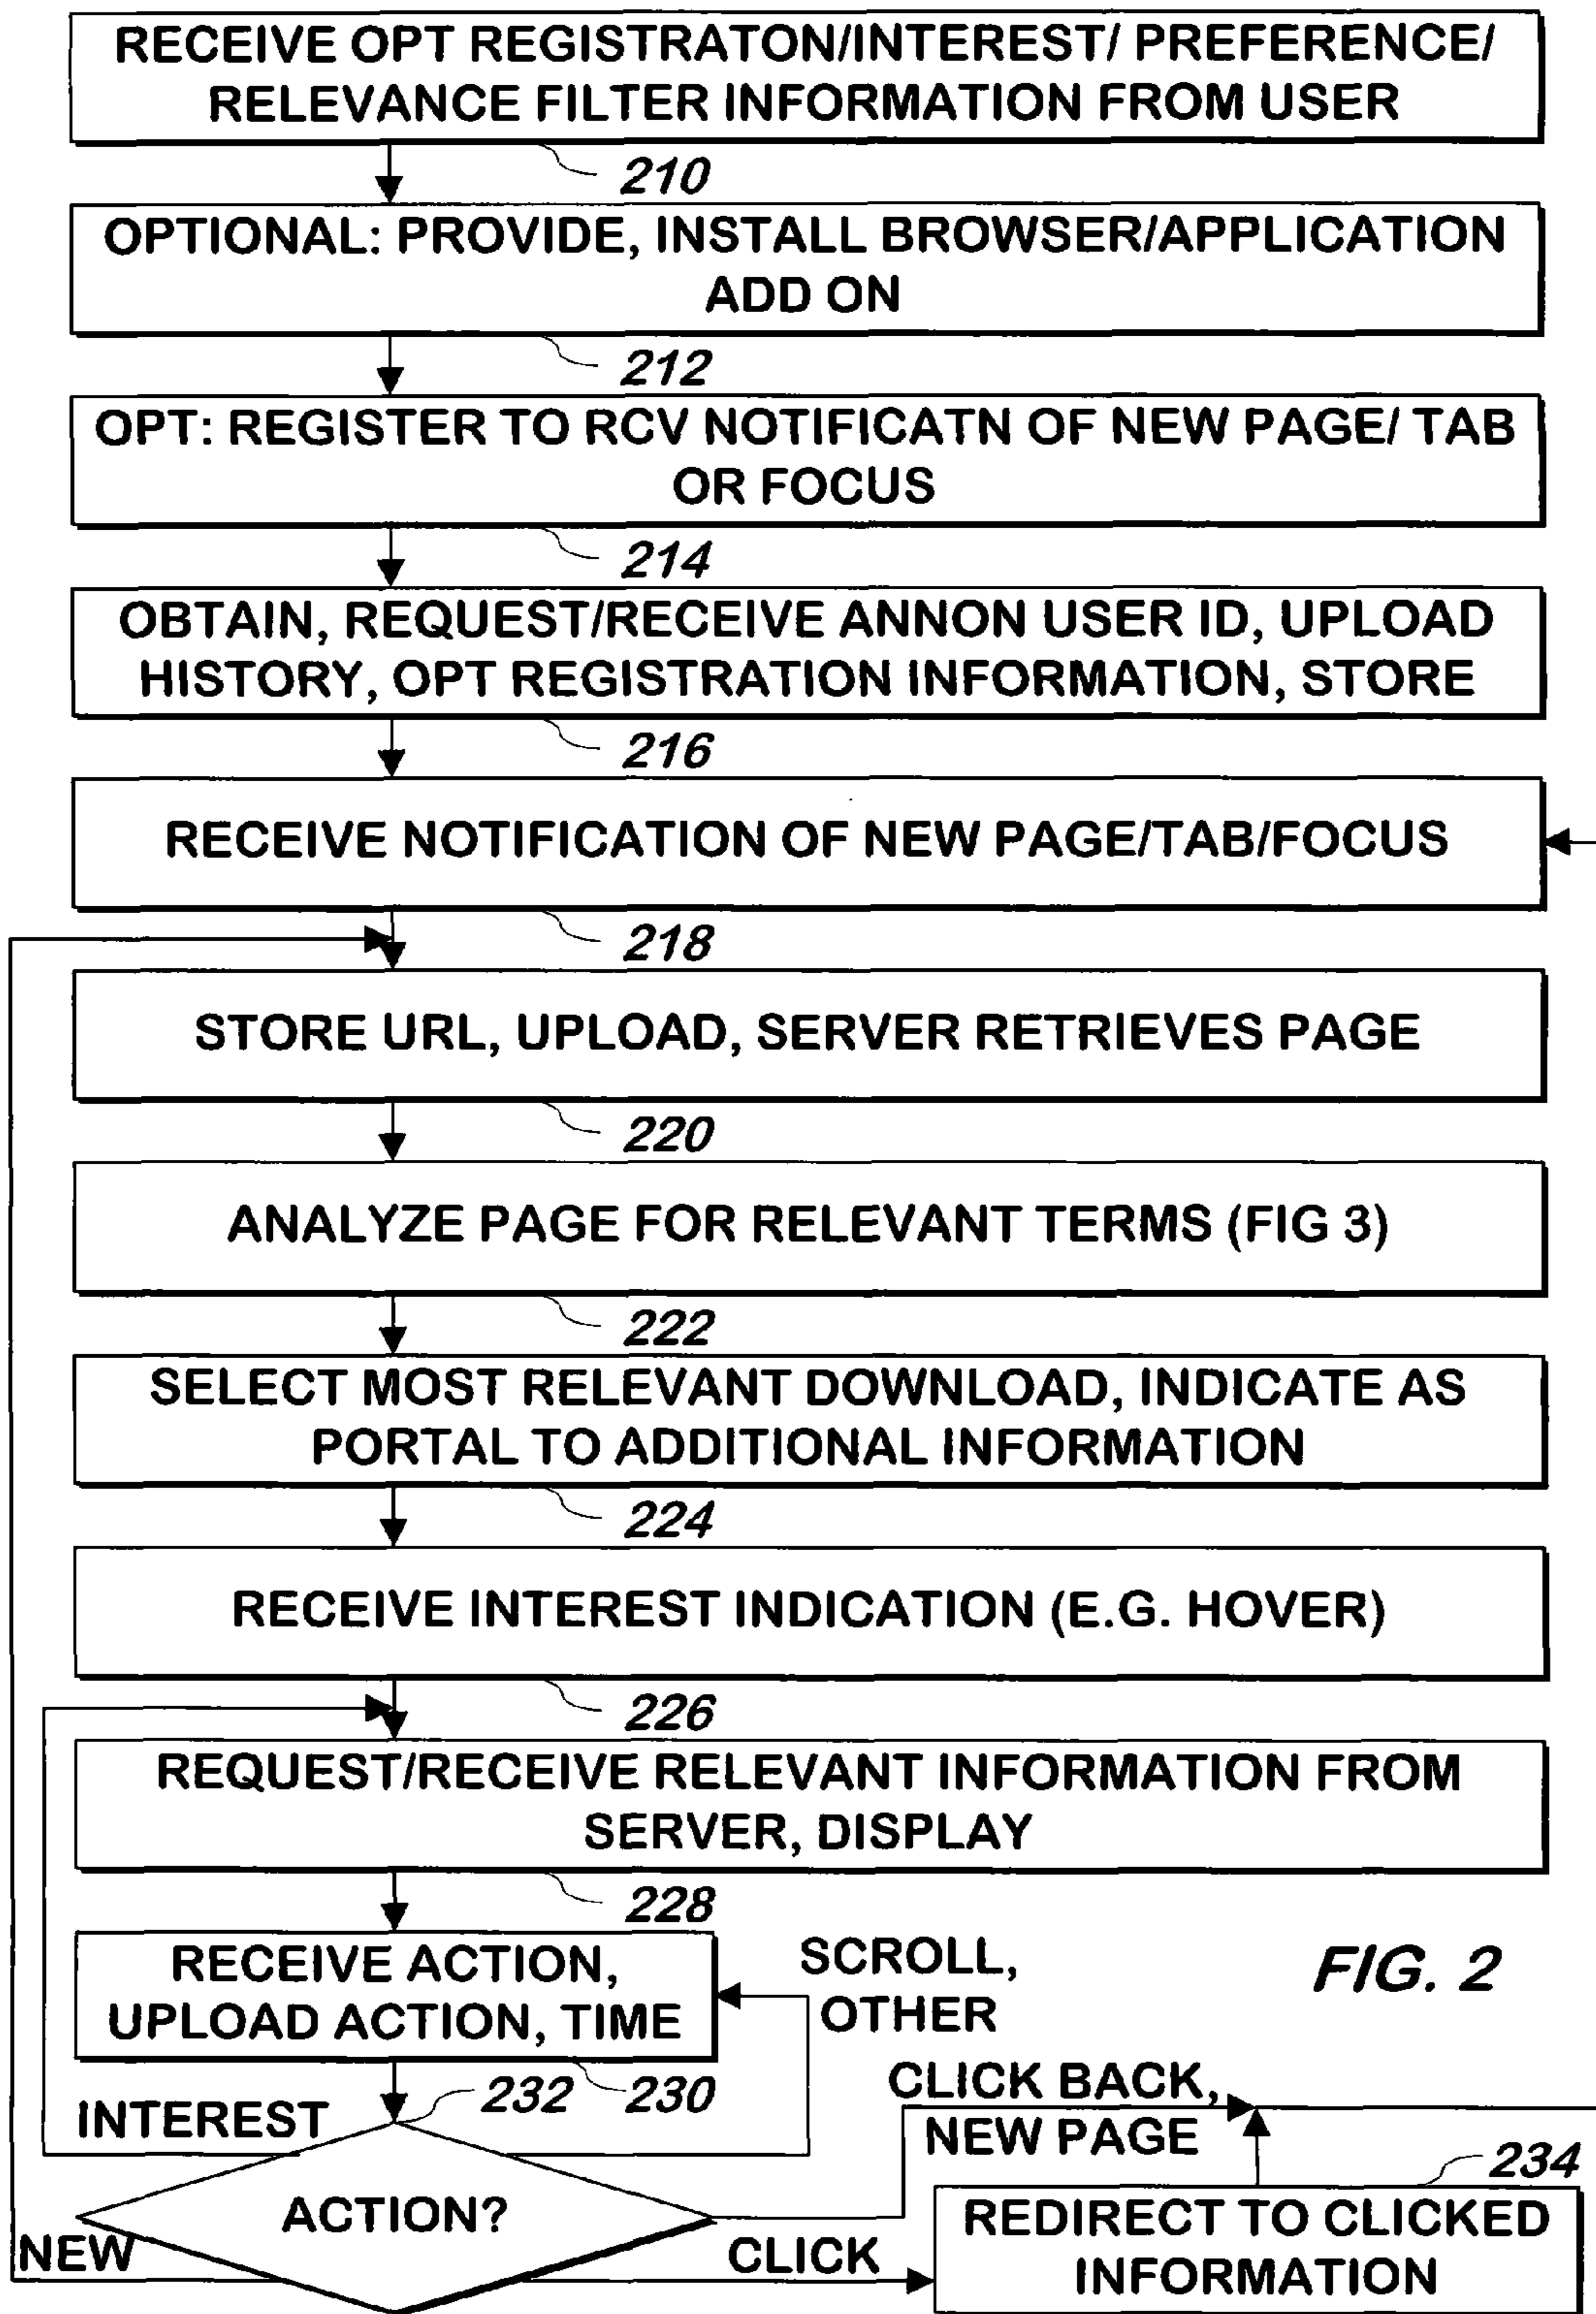 RECEIVE OPT REGISTRATON/INTEREST/ PREFERENCE/
RELEVANCE FILTER INFORMATION FROM USER
210
OPTIONAL: PROVIDE, INSTALL BROWSER/APPLICATION
ADD ON
212
OPT: REGISTER TO RCV NOTIFICATN OF NEW PAGE/ TAB
OR FOCUS
214
OBTAIN, REQUEST/RECEIVE ANNON USER ID, UPLOAD
HISTORY, OPT REGISTRATION INFORMATION, STORE
216
RECEIVE NOTIFICATION OF NEW PAGE/TAB/FOCUS
218
STORE URL, UPLOAD, SERVER RETRIEVES PAGE
220
ANALYZE PAGE FOR RELEVANT TERMS (FIG 3)
222
SELECT MOST RELEVANT DOWNLOAD, INDICATE AS
PORTAL TO ADDITIONAL INFORMATION
224
RECEIVE INTEREST INDICATION (E.G. HOVER)
226
REQUEST/RECEIVE RELEVANT INFORMATION FROM
SERVER, DISPLAY
228
RECEIVE ACTION,
UPLOAD ACTION, TIME
SCROLL,
OTHER
FIG. 2
232
230
CLICK BACK,
NEW PAGE
INTEREST
234
ACTION?
REDIRECT TO CLICKED
INFORMATION
NEW
CLICK